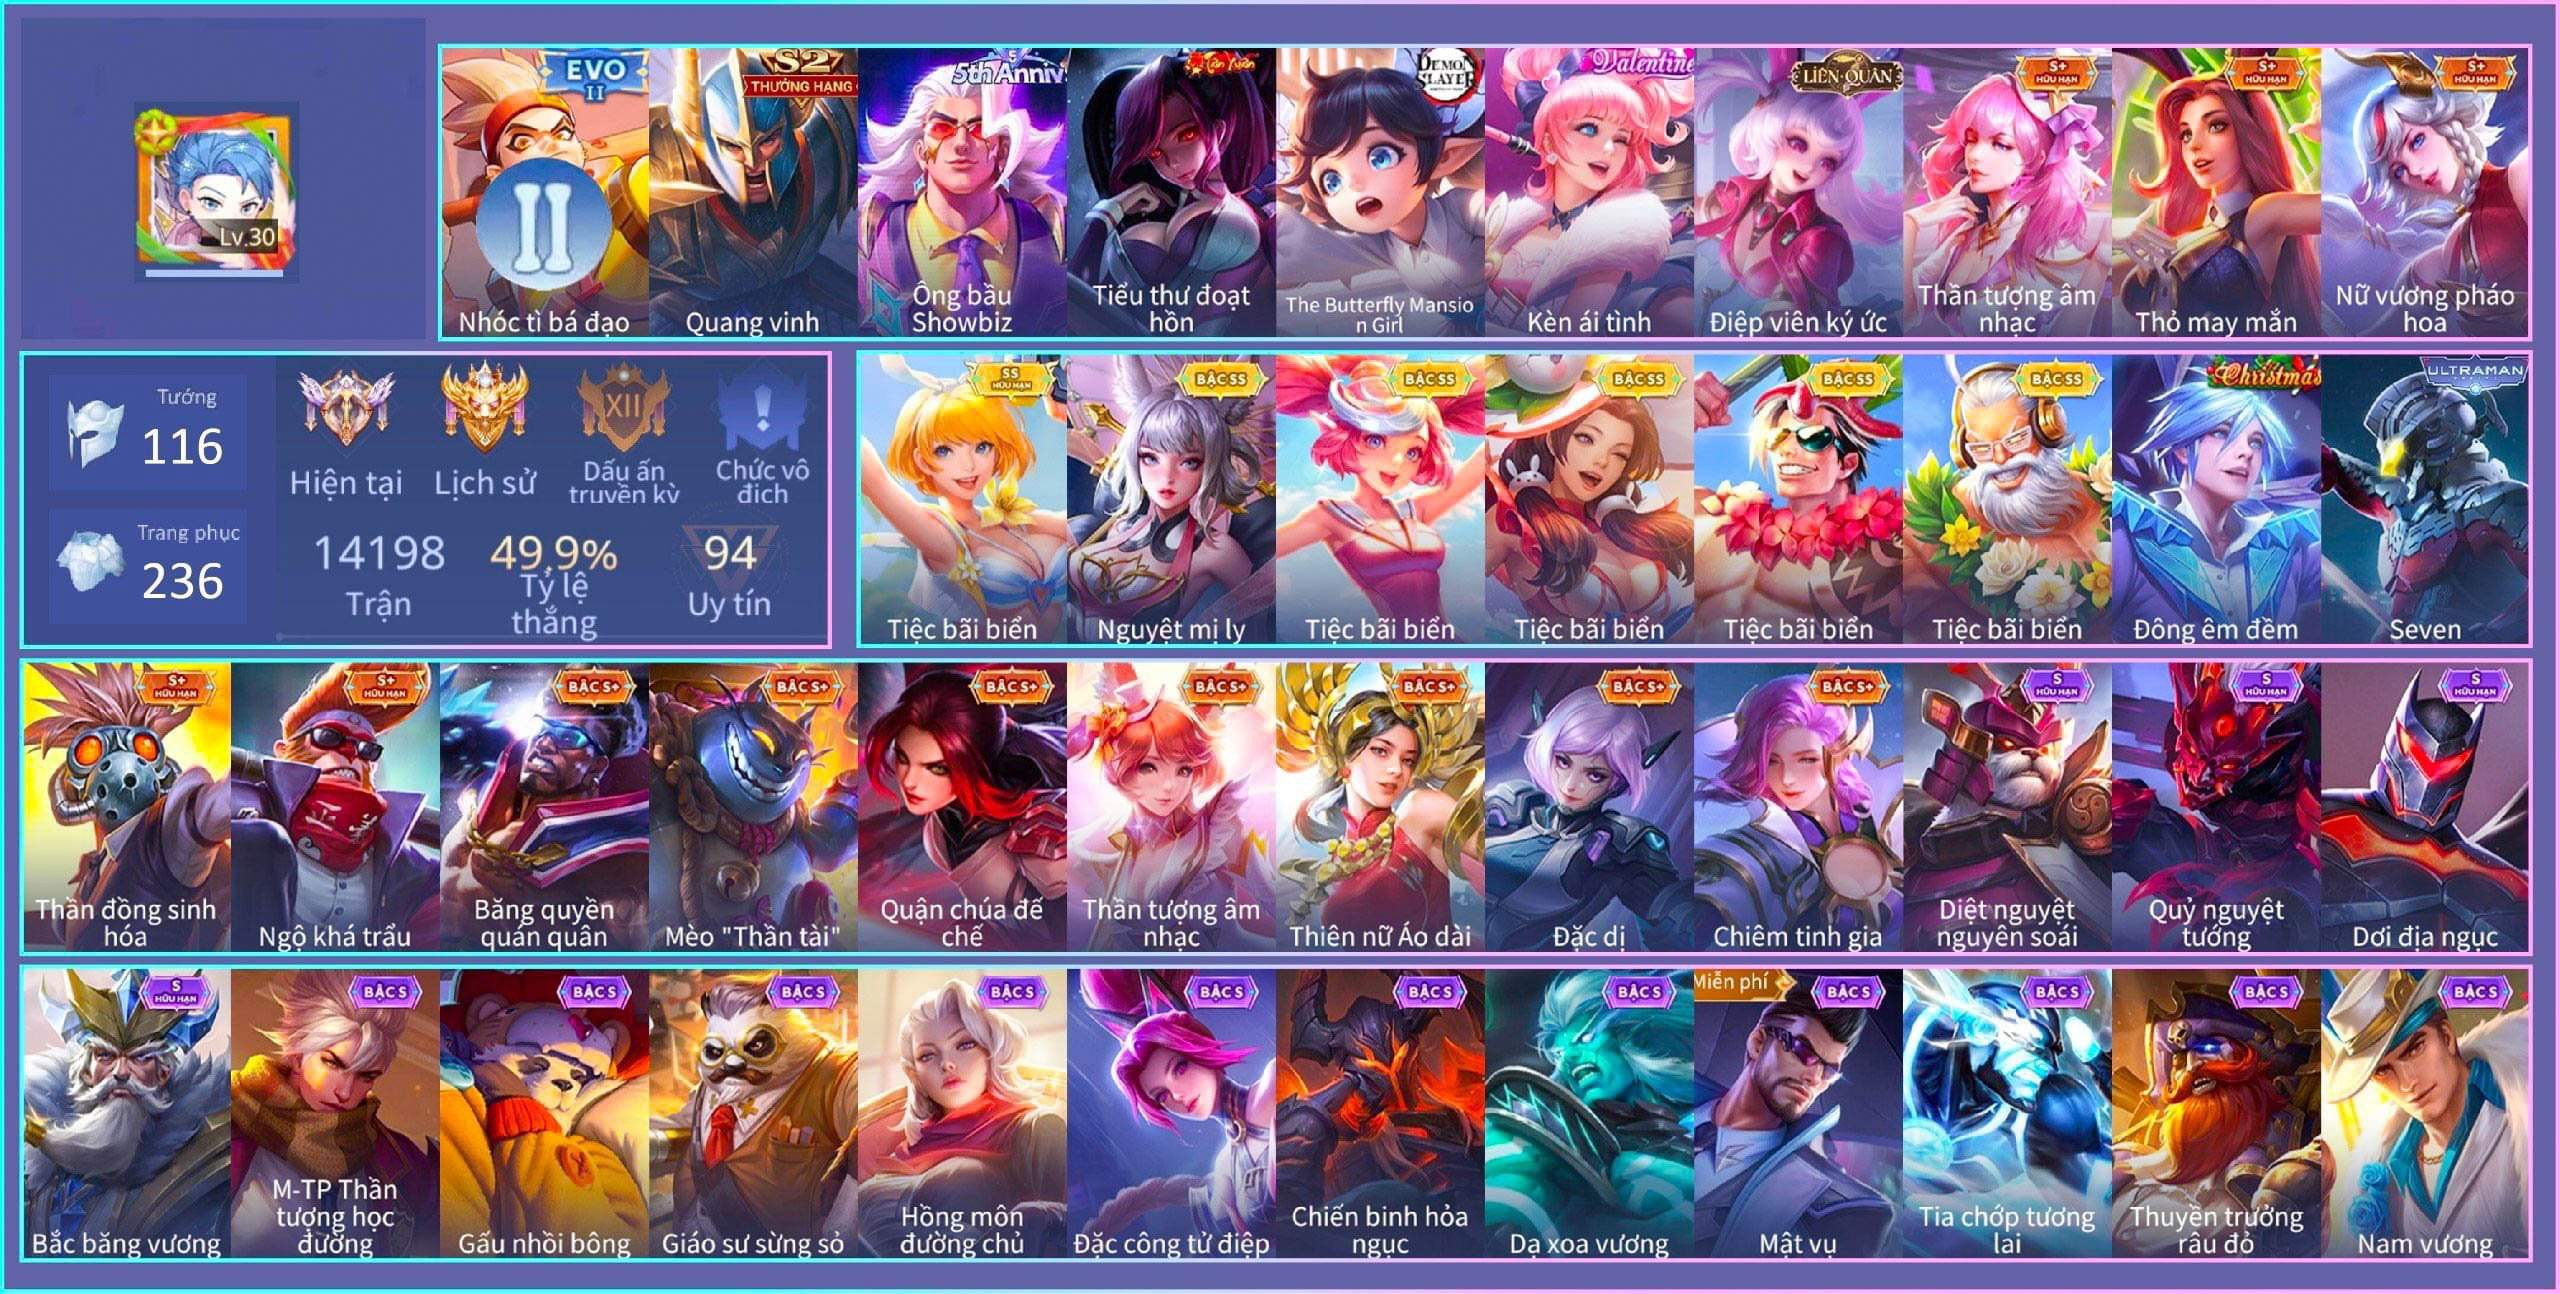 Lv.30
EVO
II
II
Nhóc tì bá đạo
S2
THƯỞNG HẠNG
Quang vinh
5
5th Anniv
Ông bầu
Showbiz
Tân Xuân
Tiểu thư đoạt
hồn
DEMON
SLAYER
The Butterfly Mansio
n Girl
Valentine
Kèn ái tình
LIÊN QUÂN
Điệp viên ký ức
Thần tượng âm
nhạc
S+
HỮU HẠN
Thỏ may mắn
S+
HỮU HẠN
Nữ vương pháo
hoa
S+
HỮU HẠN
Tướng
116
Trang phục
236
Hiện tại
Lịch sử
XII
Dấu ấn
truyền kỳ
Chức vô
địch
14198
Trận
49.9%
Tỷ lệ
thắng
94
Uy tín
SS
HỮU HẠN
Tiệc bãi biển
BẬC SS
Nguyệt mị ly
BẬC SS
Tiệc bãi biển
BẬC SS
Tiệc bãi biển
BẬC SS
Tiệc bãi biển
BẬC SS
Tiệc bãi biển
Christmas
Đông êm đềm
ULTRAMAN
Seven
S+
HỮU HẠN
Thần đồng sinh
hóa
S+
HỮU HẠN
Ngộ khá trẩu
BẬC S+
Băng quyền
quán quân
BẬC S+
Mèo "Thần tài"
BẬC S+
Quận chúa đế
chế
BẬC S+
Thần tượng âm
nhạc
BẬC S+
Thiên nữ Áo dài
BẬC S+
Đặc dị
BẬC S+
Chiêm tinh gia
S
HỮU HẠN
Diệt nguyệt
nguyên soái
S
HỮU HẠN
Quỷ nguyệt
tướng
S
HỮU HẠN
Dơi địa ngục
S
HỮU HẠN
Bắc băng vương
BẬC S
M-TP Thần
tượng học
đường
BẬC S
Gấu nhồi bông
BẬC S
Giáo sư sừng sỏ
BẬC S
Hồng môn
đường chủ
BẬC S
Đặc công tử điệp
BẬC S
Chiến binh hỏa
ngục
BẬC S
Dạ xoa vương
Miễn phí
BẬC S
Mật vụ
BẬC S
Tia chớp tương
lai
BẬC S
Thuyền trưởng
râu đỏ
BẬC S
Nam vương